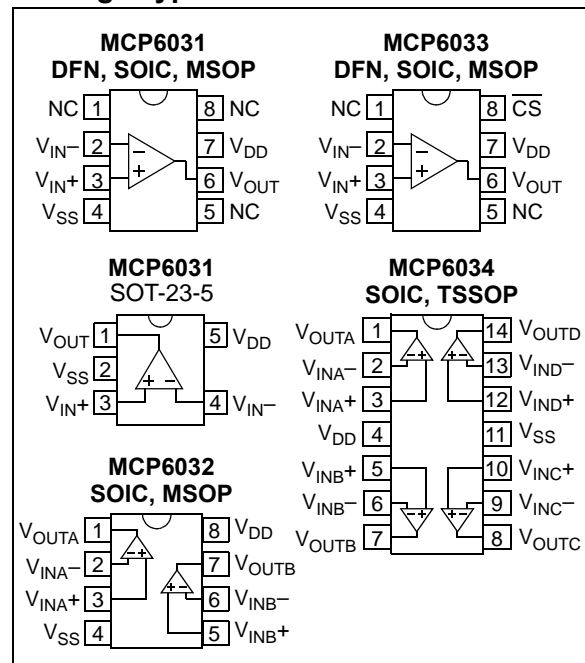 MCP6031
DFN, SOIC, MSOP
NC 1 8 NC
VIN– 2 7 VDD
VIN+ 3 6 VOUT
VSS 4 5 NC
MCP6033
DFN, SOIC, MSOP
NC 1 8 CS
VIN– 2 7 VDD
VIN+ 3 6 VOUT
VSS 4 5 NC
MCP6031
SOT-23-5
VOUT 1 5 VDD
VSS 2
VIN+ 3 4 VIN–
MCP6034
SOIC, TSSOP
VOUTA 1 14 VOUTD
VINA– 2 13 VIND–
VINA+ 3 12 VIND+
VDD 4 11 VSS
VINB+ 5 10 VINC+
VINB– 6 9 VINC–
VOUTB 7 8 VOUTC
MCP6032
SOIC, MSOP
VOUTA 1 8 VDD
VINA– 2 7 VOUTB
VINA+ 3 6 VINB–
VSS 4 5 VINB+